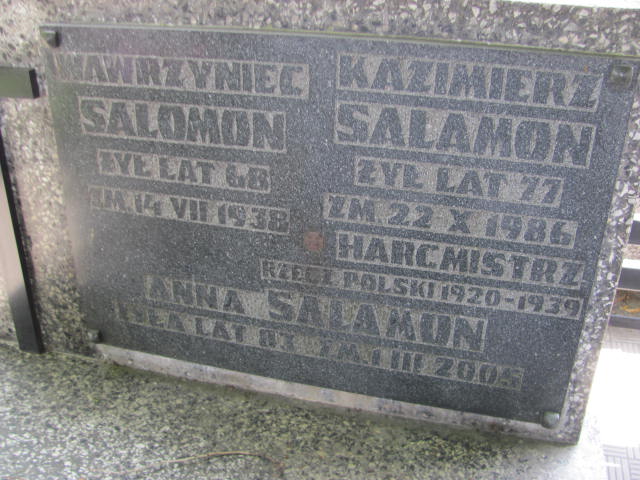 WAWRZYNIEC
SALOMON
ŻYŁ LAT 68
ZM. 14 VII 1938
KAZIMIERZ
SALAMON
ŻYŁ LAT 77
ZM. 22 X 1986
HARCMISTRZ
RZECZ. POLSKI 1920-1939
ANNA SALAMON
ŻYŁA LAT ZM. 1 III 2005